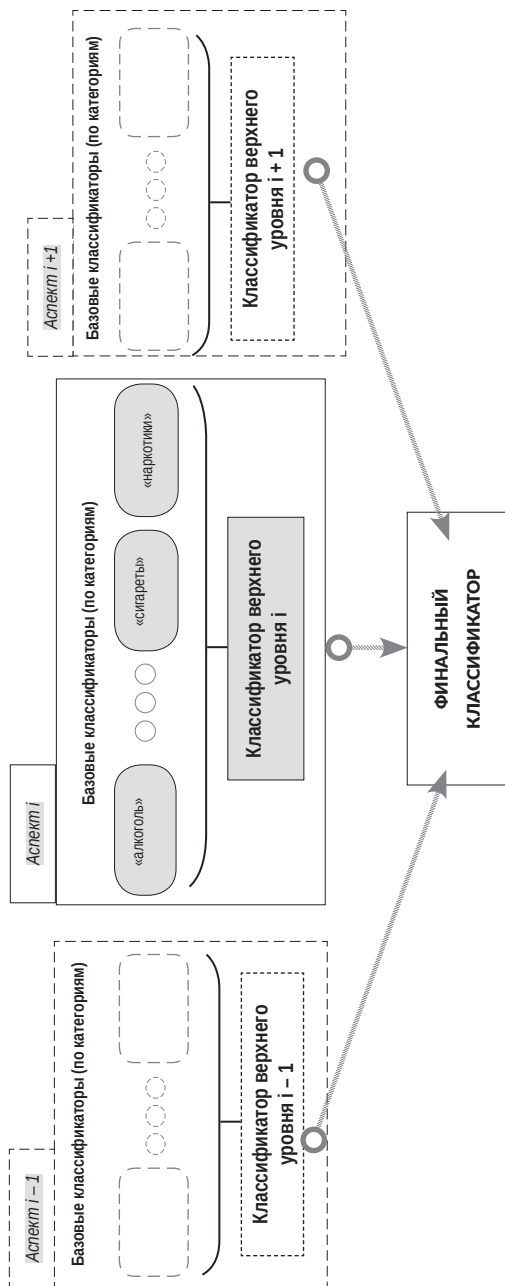 Аспект i – 1
Базовые классификаторы (по категориям)
Классификатор верхнего
уровня i – 1
Аспект i
Базовые классификаторы (по категориям)
«алкоголь»
«сигареты»
«наркотики»
Классификатор верхнего
уровня i
Аспект i +1
Базовые классификаторы (по категориям)
Классификатор верхнего
уровня i + 1
ФИНАЛЬНЫЙ
КЛАССИФИКАТОР